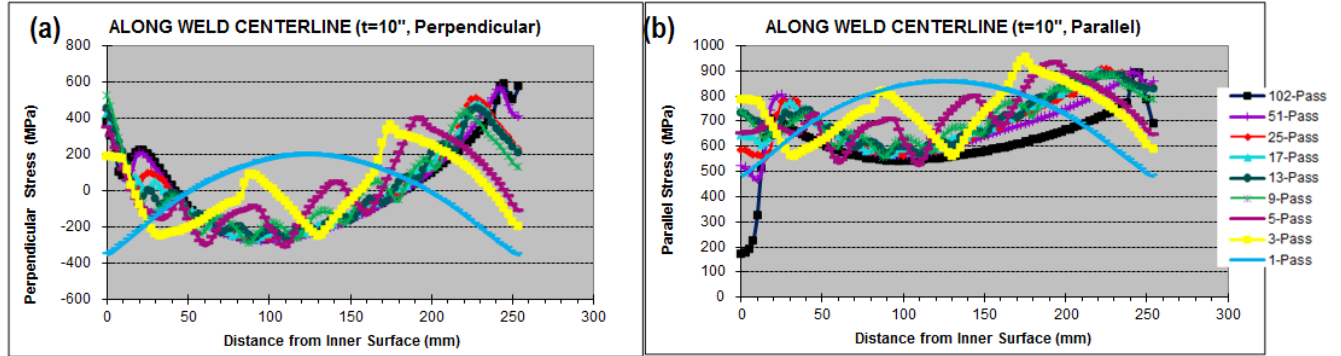 (a) ALONG WELD CENTERLINE (t=10", Perpendicular)
800
600
400
200
0
-200
-400
-600
Perpendicular Stress (MPa)
0 50 100 150 200 250 300
Distance from Inner Surface (mm)
(b) ALONG WELD CENTERLINE (t=10", Parallel)
1000
900
800
700
600
500
400
300
200
100
0
Parallel Stress (MPa)
0 50 100 150 200 250 300
Distance from Inner Surface (mm)
102-Pass
51-Pass
25-Pass
17-Pass
13-Pass
9-Pass
5-Pass
3-Pass
1-Pass